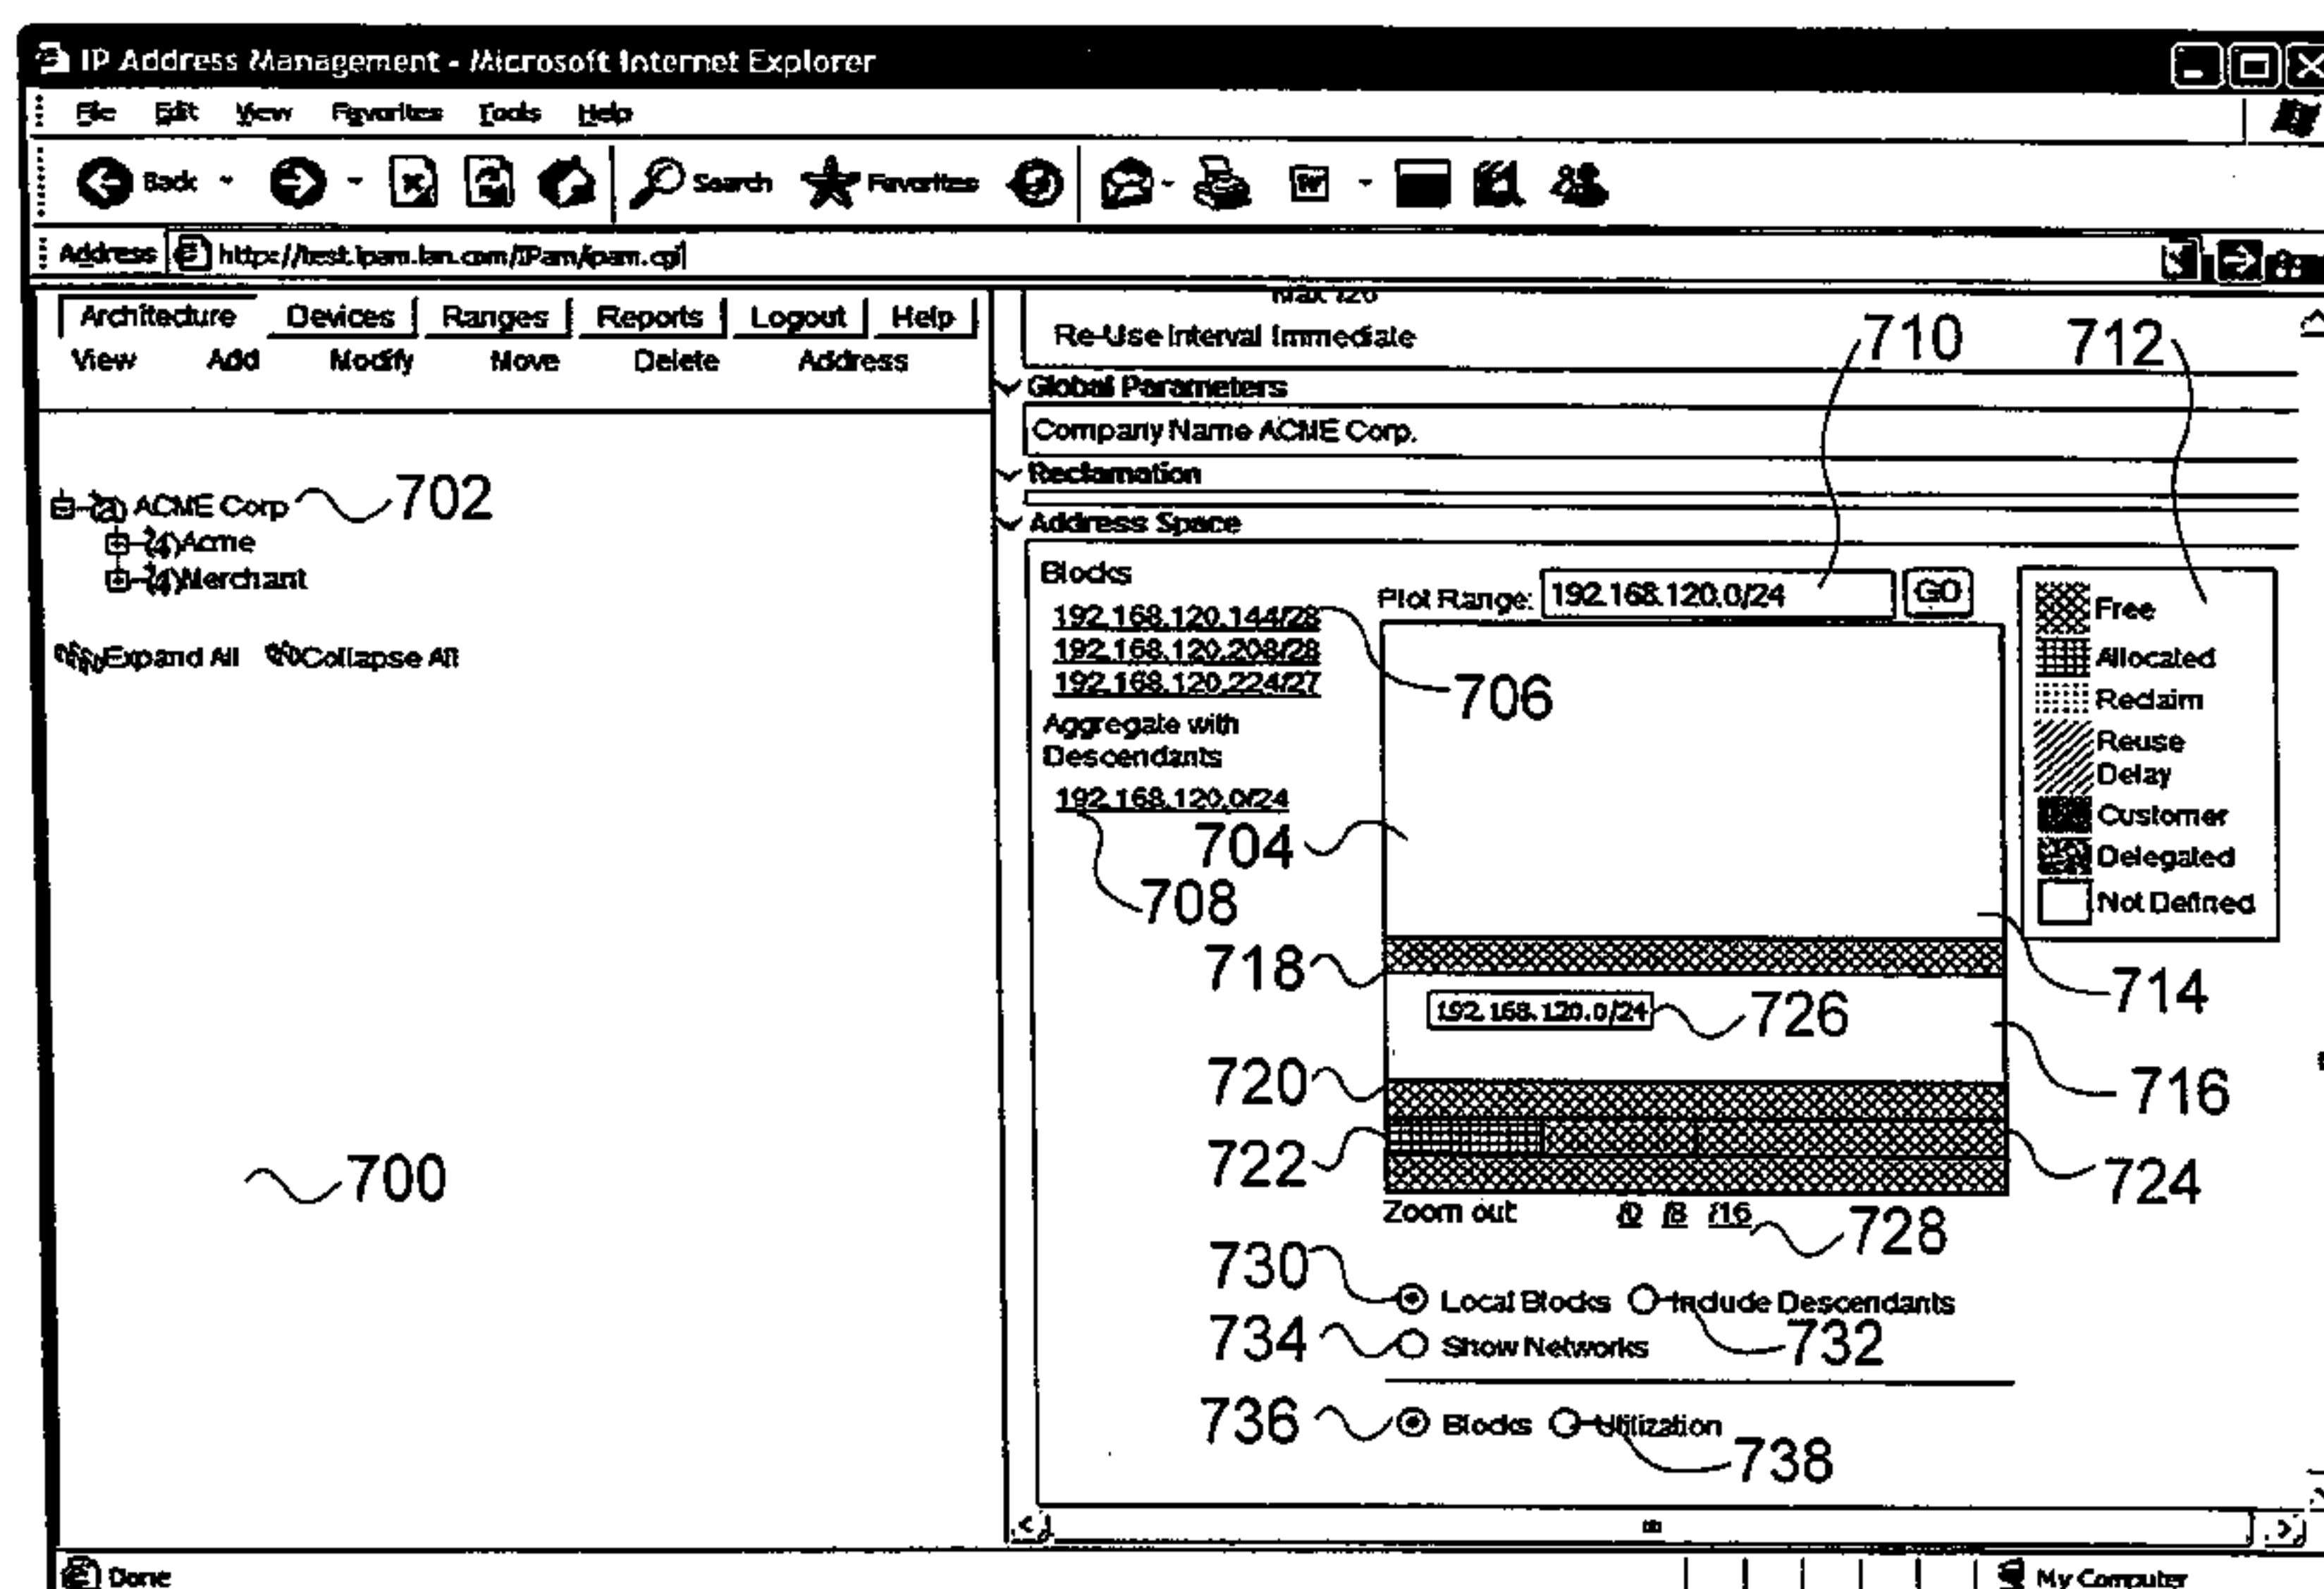 IP Address Management - Microsoft Internet Explorer
File Edit View Favorites Tools Help
Back Search Favorites
Address http://test.ipam.lan.com/IPam/ipam.cgi
Architecture Devices Ranges Reports Logout Help
View Add Modify Move Delete Address
Re-Use Interval Immediate
710
712
Global Parameters
Company Name ACME Corp.
Reclamation
ACME Corp
702
Acme
Merchant
Expand All Collapse All
Address Space
Blocks
192.168.120.144/28
192.168.120.208/28
192.168.120.224/27
706
Aggregate with
Descendants
192.168.120.0/24
704
708
Plot Range: 192.168.120.0/24 GO
Free
Allocated
Reclaim
Reuse
Delay
Customer
Delegated
Not Defined
718
714
192.168.120.0/24
726
720
716
722
724
700
Zoom out /0 /8 /16
728
730
Local Blocks Include Descendants
734
Show Networks
732
736
Blocks Utilization
738
Done
My Computer